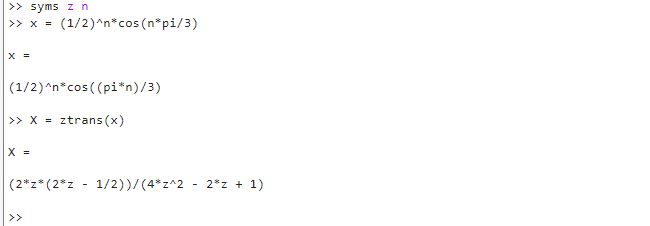 >> syms z n
>> x = (1/2)^n*cos(n*pi/3)
x =
(1/2)^n*cos((pi*n)/3)
>> X = ztrans(x)
X =
(2*z*(2*z - 1/2))/(4*z^2 - 2*z + 1)
>>